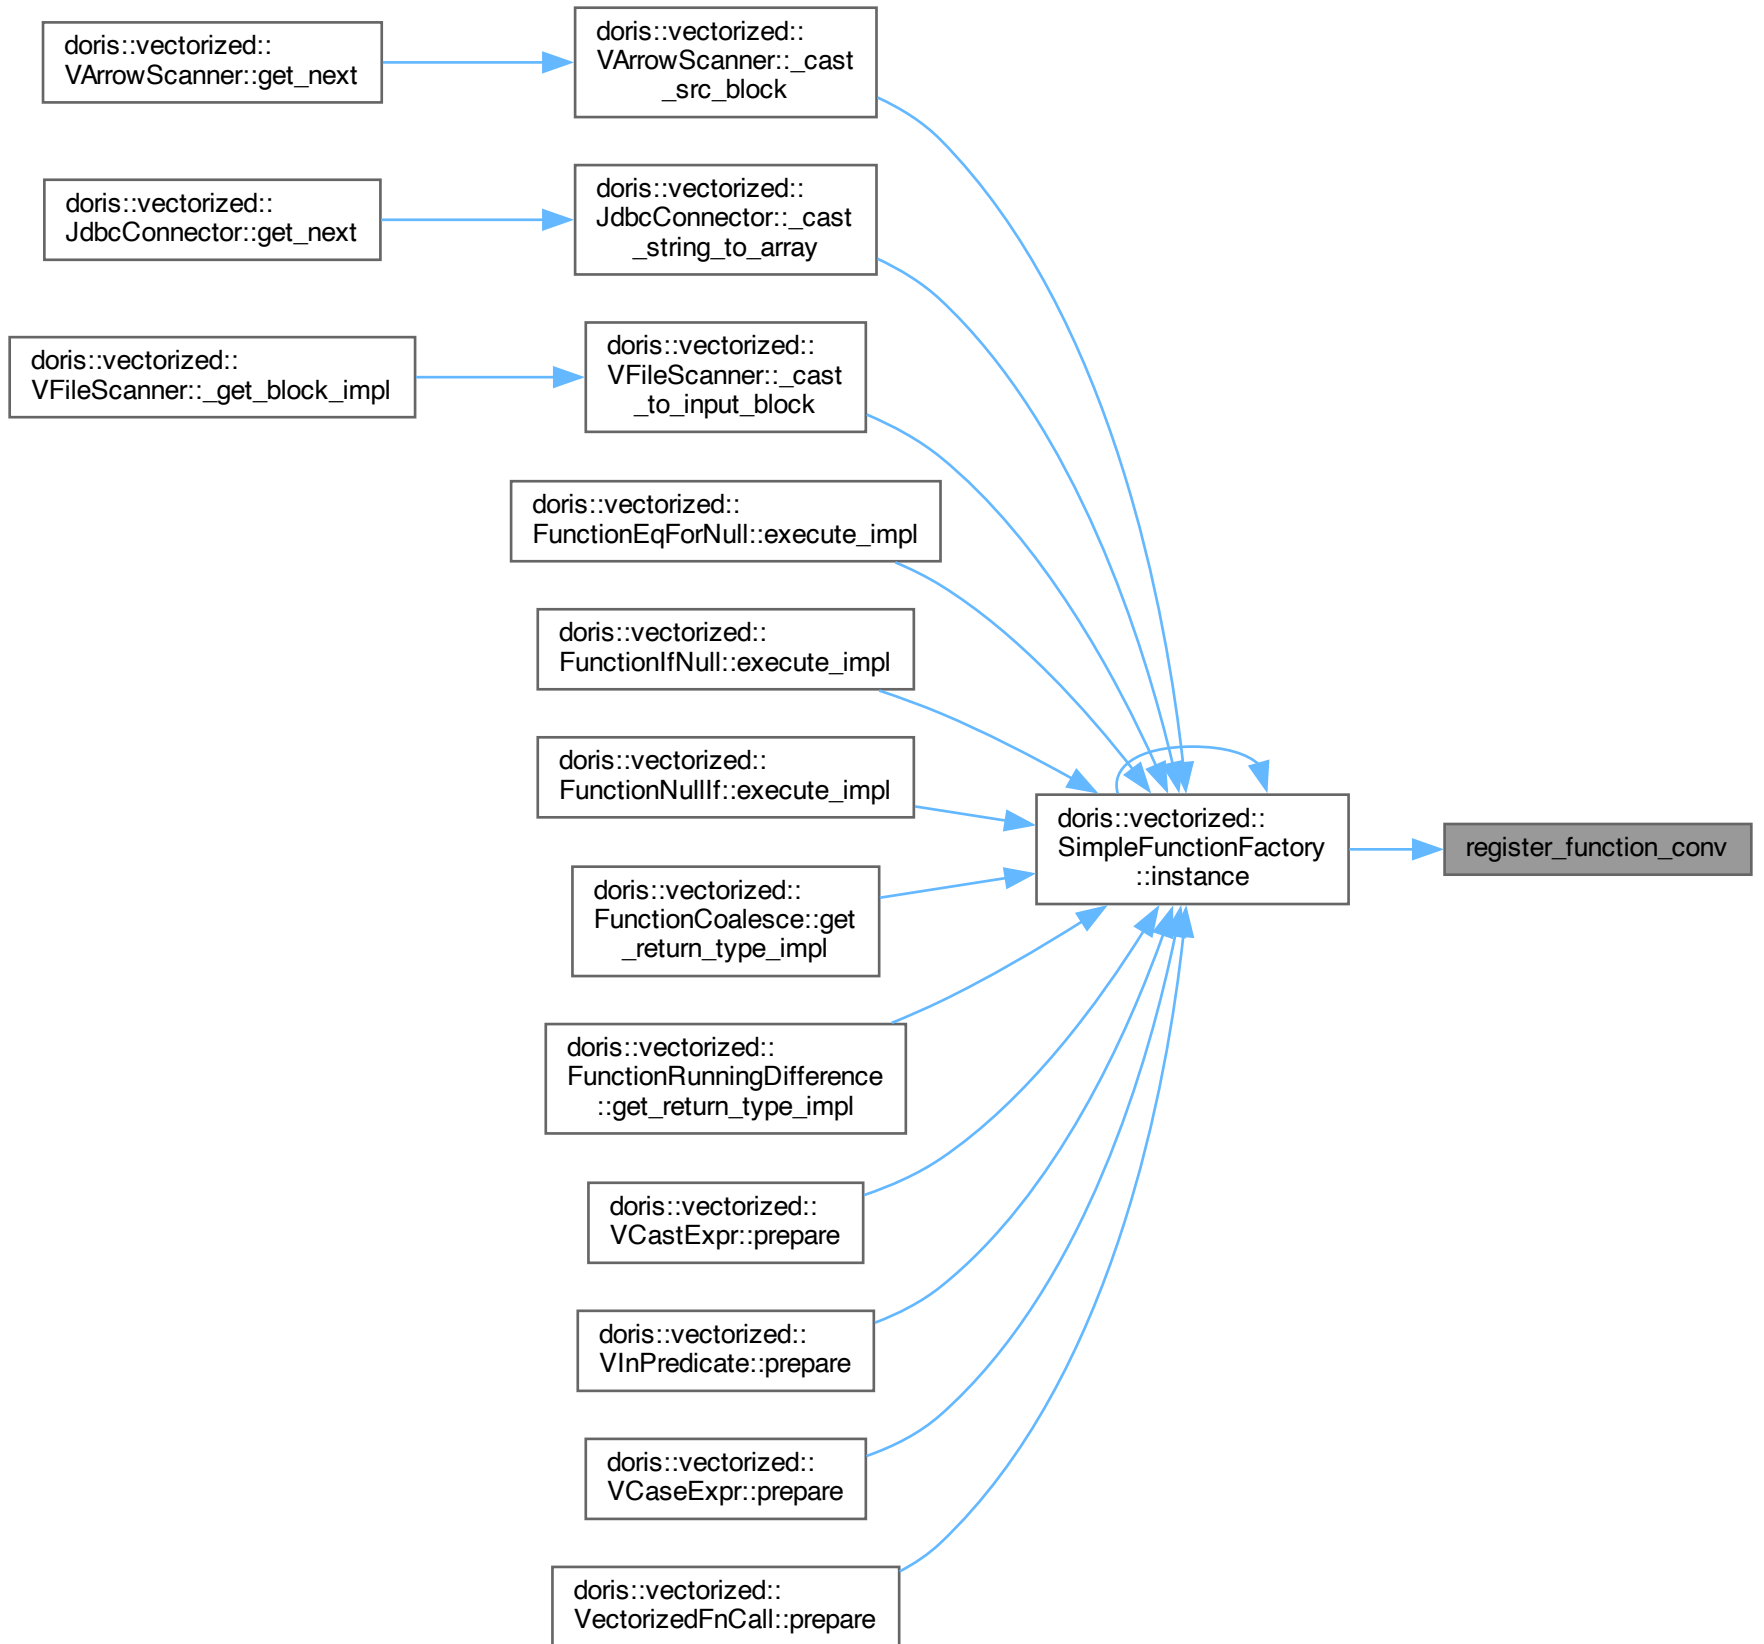 doris::vectorized::
VArrowScanner::get_next
doris::vectorized::
VArrowScanner::_cast
_src_block
doris::vectorized::
JdbcConnector::get_next
doris::vectorized::
JdbcConnector::_cast
_string_to_array
doris::vectorized::
VFileScanner::_get_block_impl
doris::vectorized::
VFileScanner::_cast
_to_input_block
doris::vectorized::
FunctionEqForNull::execute_impl
doris::vectorized::
FunctionIfNull::execute_impl
doris::vectorized::
FunctionNullIf::execute_impl
doris::vectorized::
SimpleFunctionFactory
::instance
register_function_conv
doris::vectorized::
FunctionCoalesce::get
_return_type_impl
doris::vectorized::
FunctionRunningDifference
::get_return_type_impl
doris::vectorized::
VCastExpr::prepare
doris::vectorized::
VInPredicate::prepare
doris::vectorized::
VCaseExpr::prepare
doris::vectorized::
VectorizedFnCall::prepare